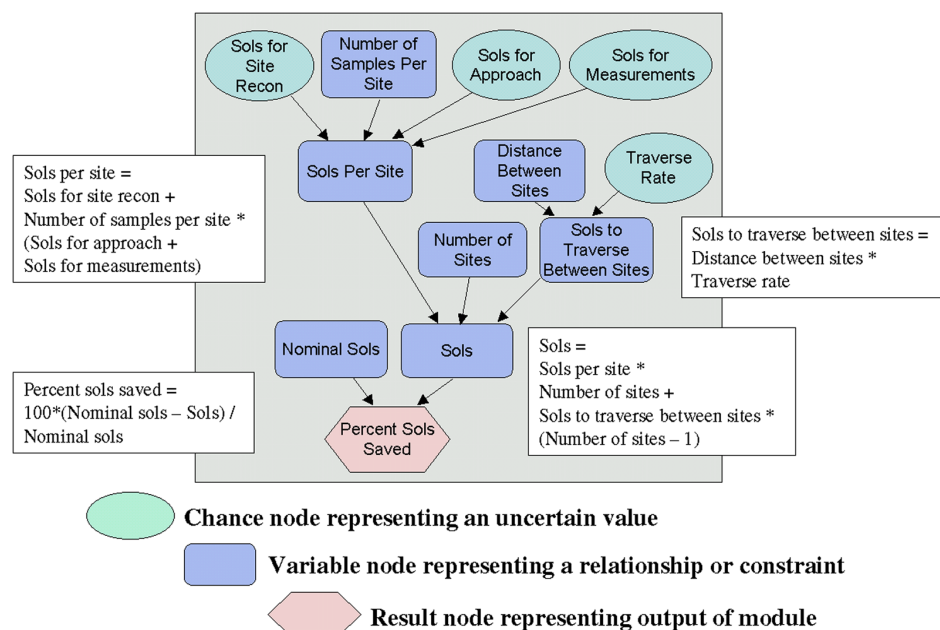 Sols for
Site
Recon
Number of
Samples Per
Site
Sols for
Approach
Sols for
Measurements
Sols Per Site
Distance
Between
Sites
Traverse
Rate
Sols per site =
Sols for site recon +
Number of samples per site *
(Sols for approach +
Sols for measurements)
Number of
Sites
Sols to
Traverse
Between Sites
Sols to traverse between sites =
Distance between sites *
Traverse rate
Nominal Sols
Sols
Sols =
Sols per site *
Number of sites +
Sols to traverse between sites *
(Number of sites – 1)
Percent sols saved =
100*(Nominal sols – Sols) /
Nominal sols
Percent Sols
Saved
Chance node representing an uncertain value
Variable node representing a relationship or constraint
Result node representing output of module